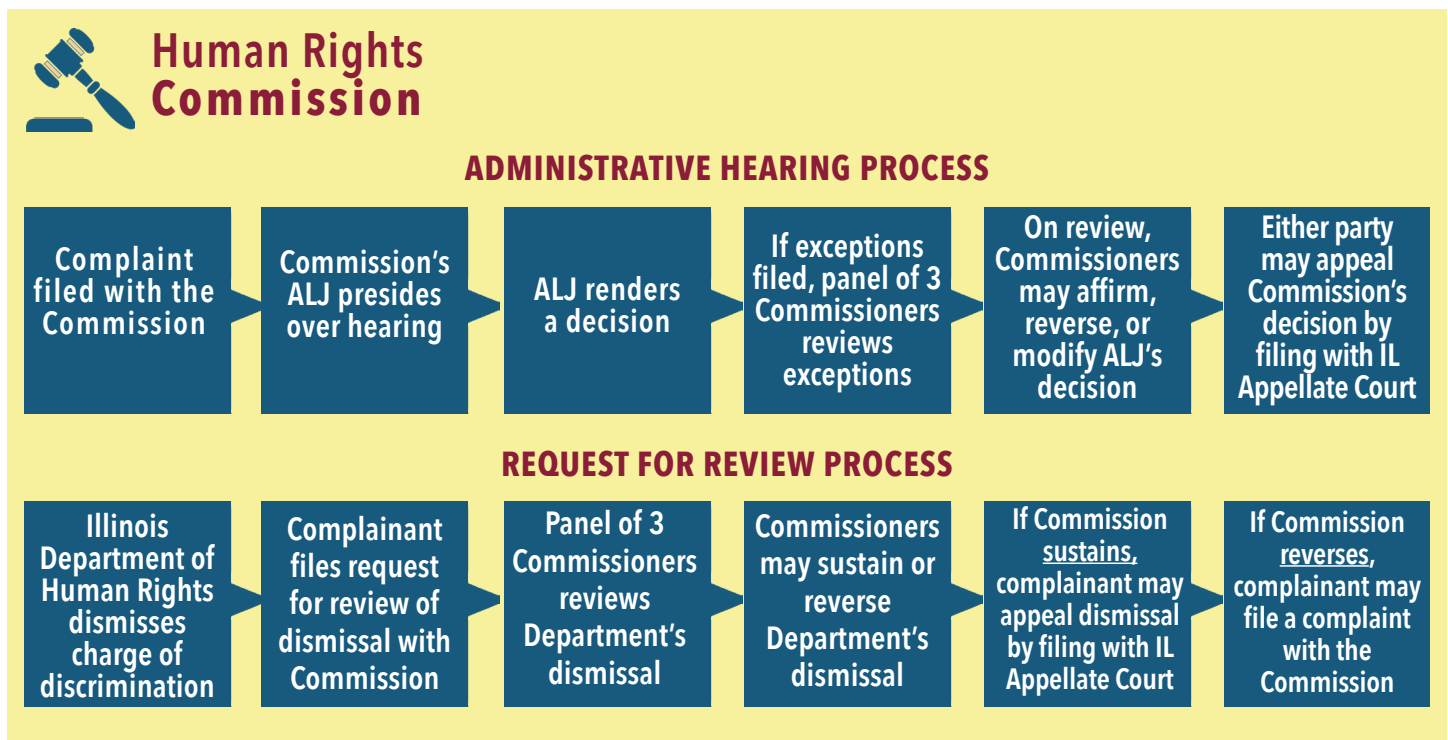 Human Rights
Commission
ADMINISTRATIVE HEARING PROCESS
Complaint
filed with the
Commission
Commission's
ALJ presides
over hearing
ALJ renders
a decision
If exceptions
filed, panel of 3
Commissioners
reviews
exceptions
On review,
Commissioners
may affirm,
reverse, or
modify ALJ's
decision
Either party
may appeal
Commission's
decision by
filing with IL
Appellate Court
REQUEST FOR REVIEW PROCESS
Illinois
Department of
Human Rights
dismisses
charge of
discrimination
Complainant
files request
for review of
dismissal with
Commission
Panel of 3
Commissioners
reviews
Department's
dismissal
Commissioners
may sustain or
reverse
Department's
dismissal
If Commission
sustains,
complainant may
appeal dismissal
by filing with IL
Appellate Court
If Commission
reverses,
complainant may
file a complaint
with the
Commission